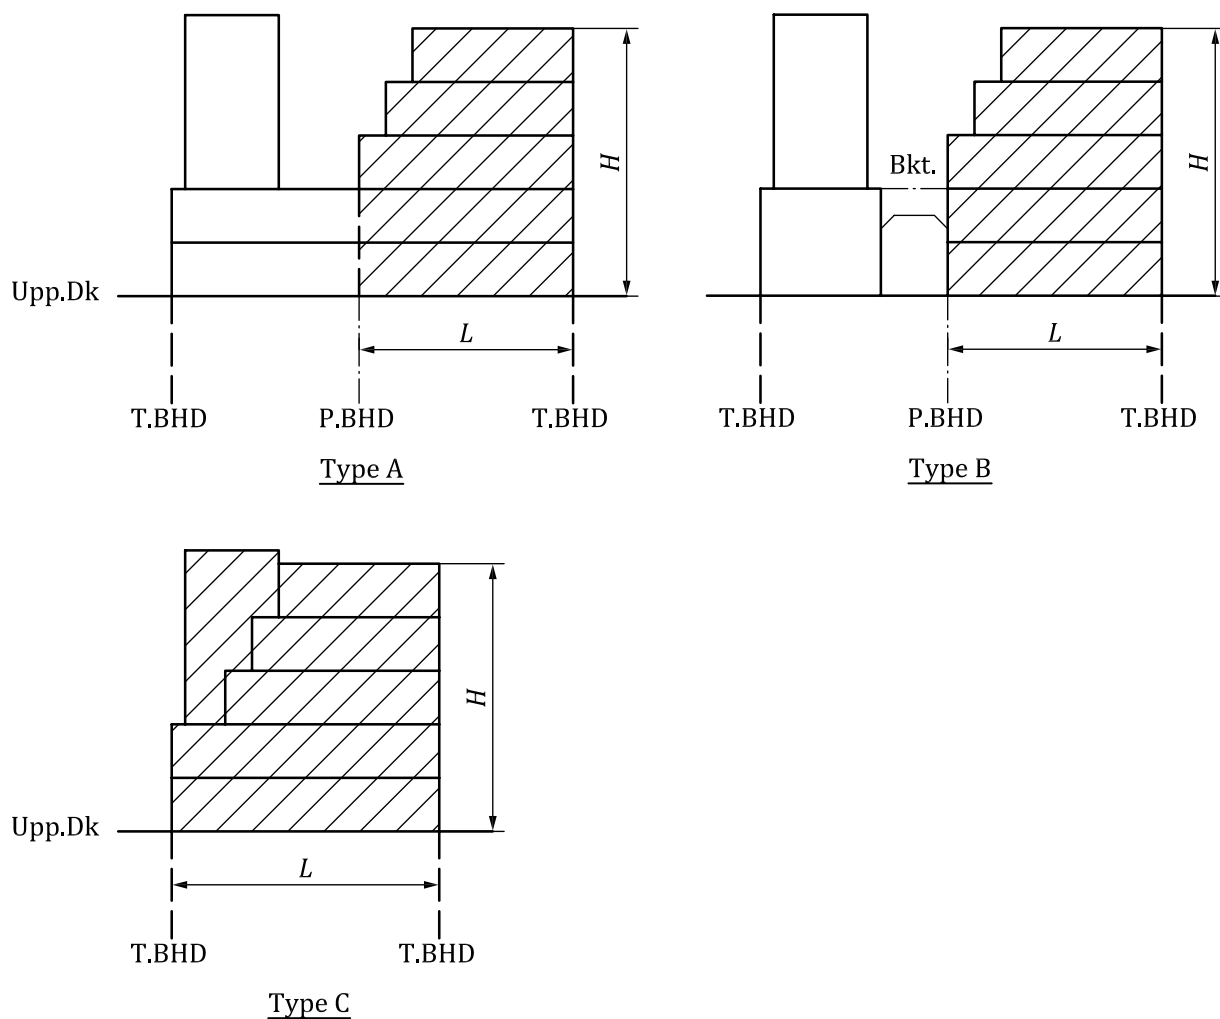 H
Bkt.
H
Upp.Dk
L
L
T.BHD P.BHD T.BHD
T.BHD P.BHD T.BHD
Type A
Type B
H
Upp.Dk
L
T.BHD T.BHD
Type C